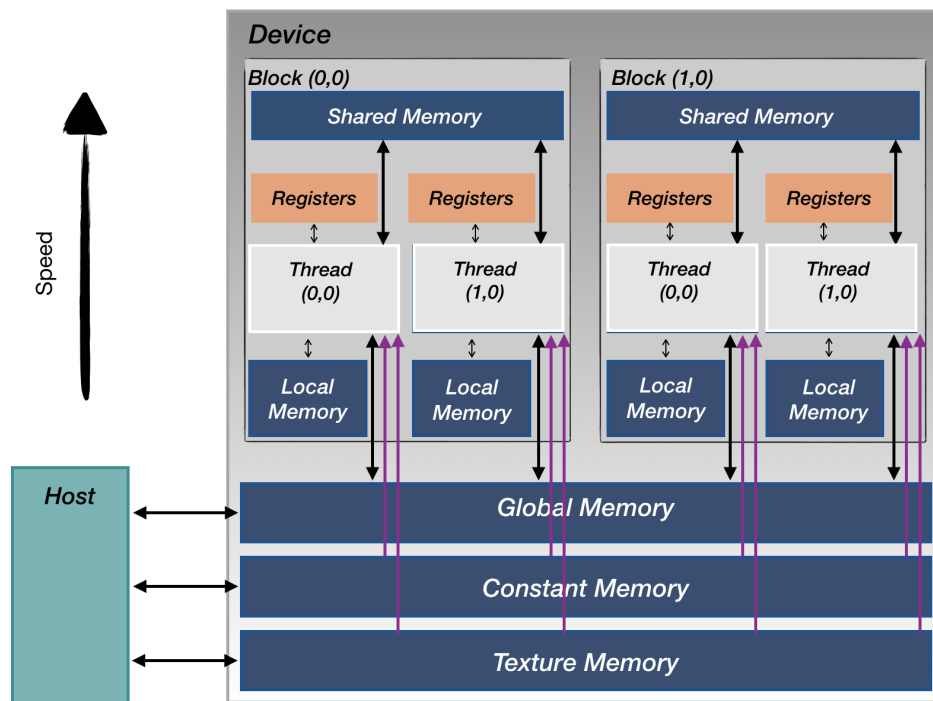 Device
Block (0,0)
Shared Memory
Registers
Registers
Thread
(0,0)
Thread
(1,0)
Local
Memory
Local
Memory
Block (1,0)
Shared Memory
Registers
Registers
Thread
(0,0)
Thread
(1,0)
Local
Memory
Local
Memory
Speed
Host
Global Memory
Constant Memory
Texture Memory